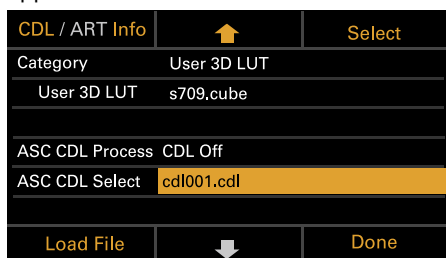 CDL / ART Info Select
Category User 3D LUT
User 3D LUT s709.cube
ASC CDL Process CDL Off
ASC CDL Select cdl001.cdl
Load File Done